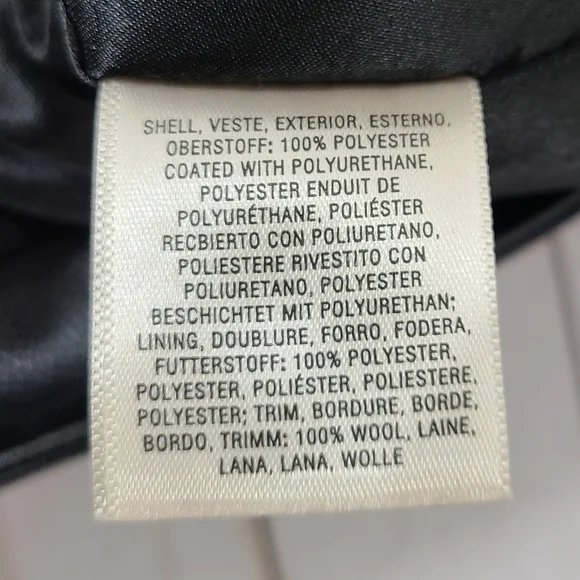 SHELL, VESTE, EXTERIOR, ESTERNO,
OBERSTOFF: 100% POLYESTER
COATED WITH POLYURETHANE,
POLYESTER ENDUIT DE
POLYURÉTHANE, POLIÉSTER
RECBIERTO CON POLIURETANO,
POLIESTERE RIVESTITO CON
POLIURETANO, POLYESTER
BESCHICHTET MIT POLYURETHAN;
LINING, DOUBLURE, FORRO, FODERA,
FUTTERSTOFF: 100% POLYESTER,
POLYESTER, POLIÉSTER, POLIESTERE,
POLYESTER; TRIM, BORDURE, BORDE,
BORDO, TRIMM: 100% WOOL, LAINE,
LANA, LANA, WOLLE